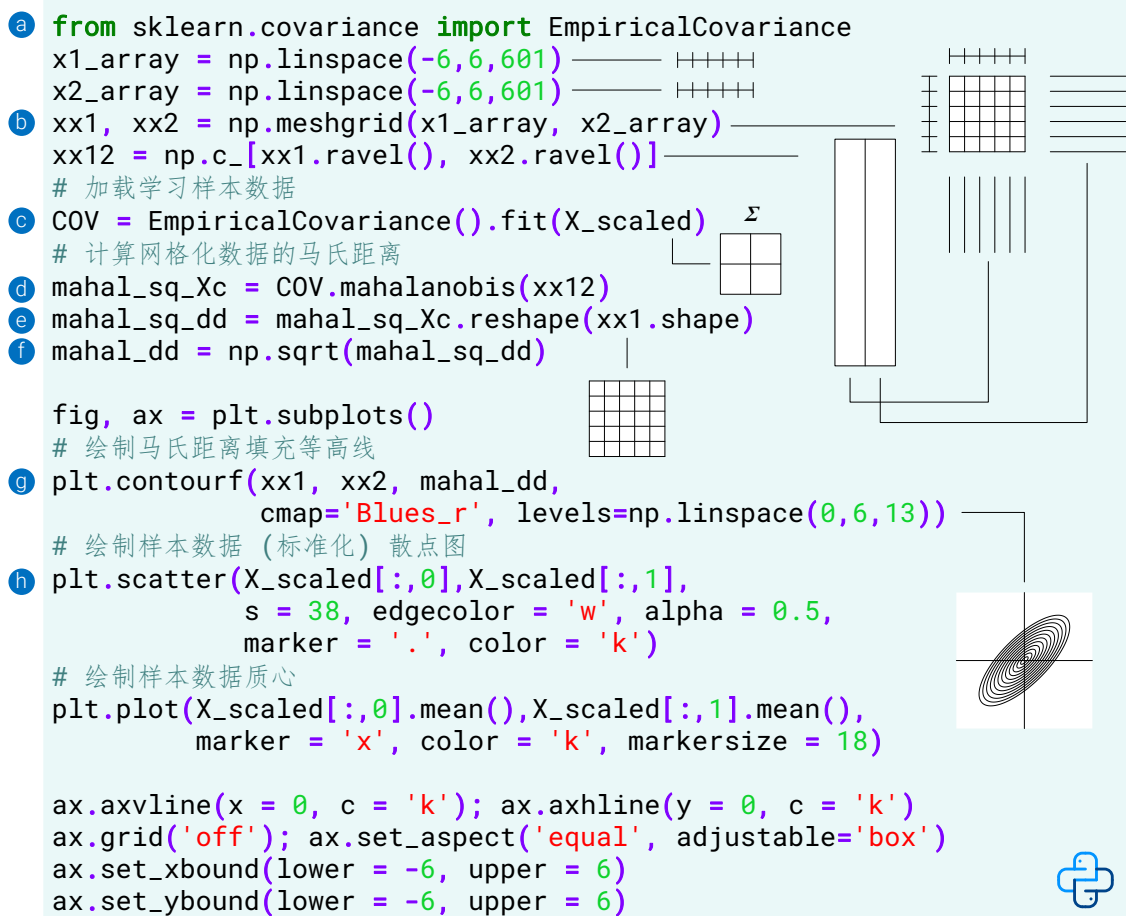 a from sklearn.covariance import EmpiricalCovariance
x1_array = np.linspace(-6,6,601)
x2_array = np.linspace(-6,6,601)
b xx1, xx2 = np.meshgrid(x1_array, x2_array)
xx12 = np.c_[xx1.ravel(), xx2.ravel()]
# 加载学习样本数据
c COV = EmpiricalCovariance().fit(X_scaled)
Σ
# 计算网格化数据的马氏距离
d mahal_sq_Xc = COV.mahalanobis(xx12)
e mahal_sq_dd = mahal_sq_Xc.reshape(xx1.shape)
f mahal_dd = np.sqrt(mahal_sq_dd)
fig, ax = plt.subplots()
# 绘制马氏距离填充等高线
g plt.contourf(xx1, xx2, mahal_dd,
cmap='Blues_r', levels=np.linspace(0,6,13))
# 绘制样本数据 (标准化) 散点图
h plt.scatter(X_scaled[:,0],X_scaled[:,1],
s = 38, edgecolor = 'w', alpha = 0.5,
marker = '.', color = 'k')
# 绘制样本数据质心
plt.plot(X_scaled[:,0].mean(),X_scaled[:,1].mean(),
marker = 'x', color = 'k', markersize = 18)
ax.axvline(x = 0, c = 'k'); ax.axhline(y = 0, c = 'k')
ax.grid('off'); ax.set_aspect('equal', adjustable='box')
ax.set_xbound(lower = -6, upper = 6)
ax.set_ybound(lower = -6, upper = 6)